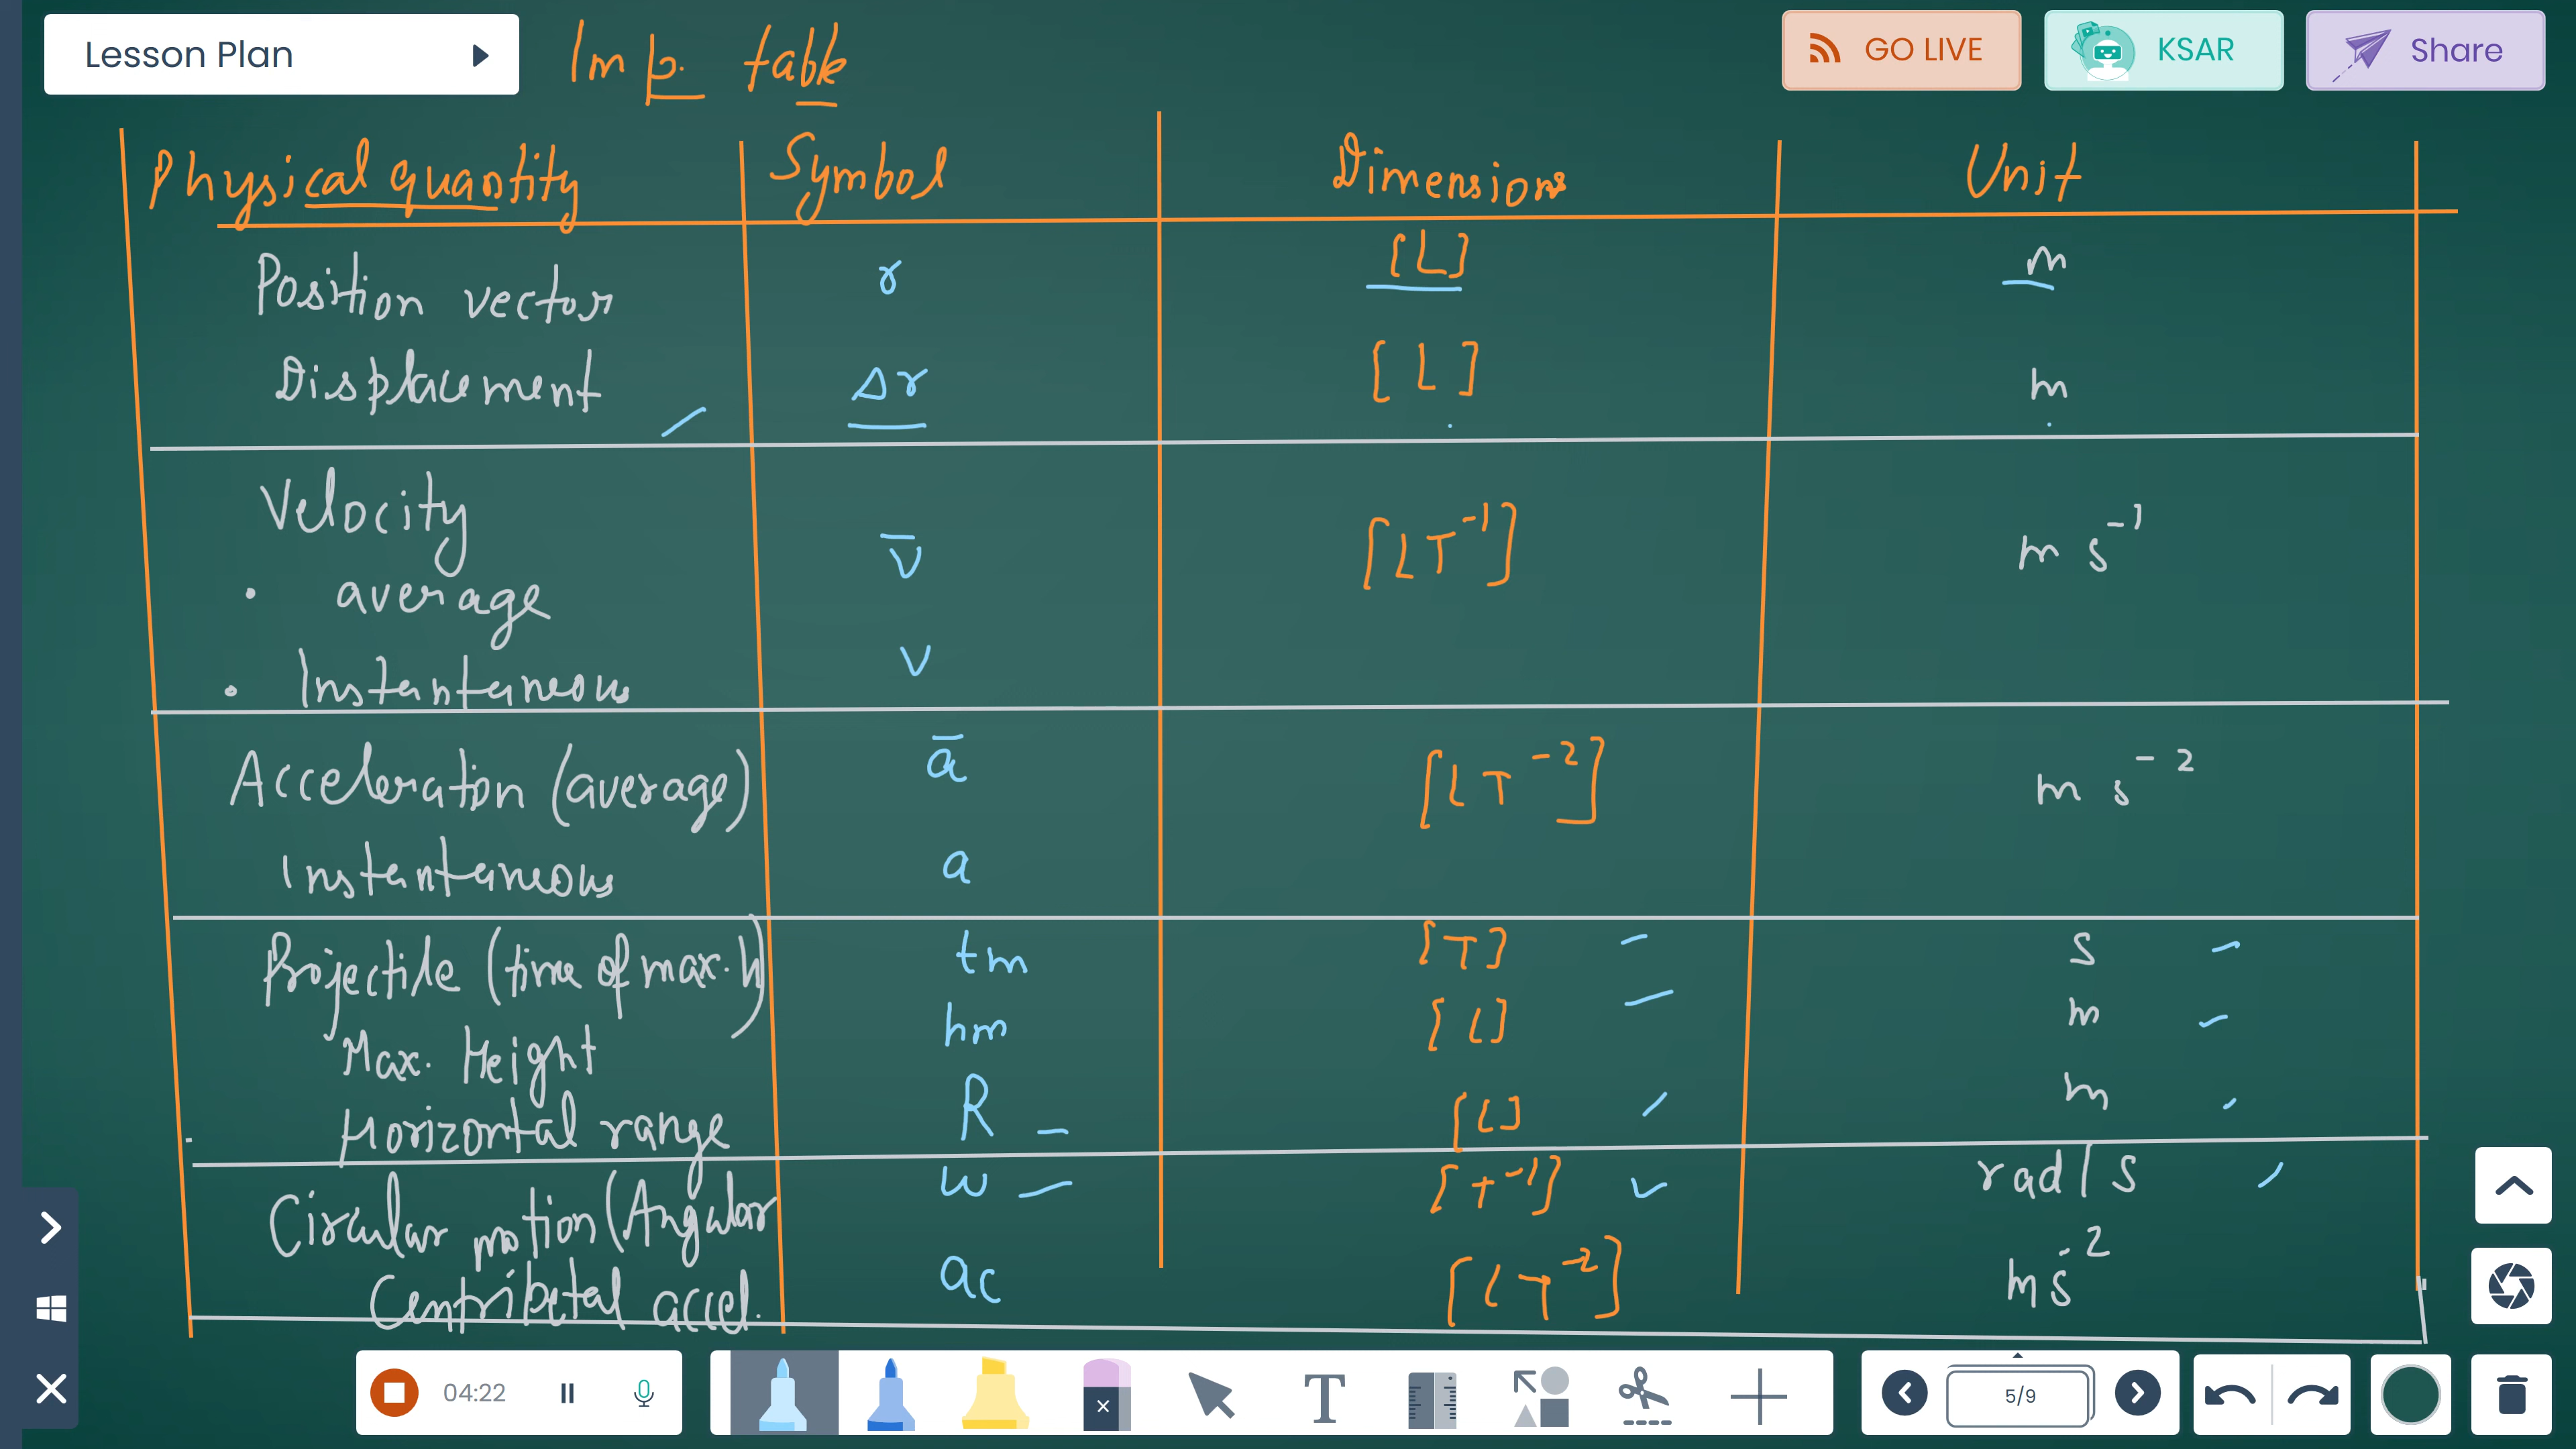 Lesson Plan
Imp. table
GO LIVE
KSAR
Share
Physical quantity Symbol Dimensions Unit
Position vector r [L] m
Displacement Δr [L] m
Velocity
• average v̅ [LT⁻¹] m s⁻¹
• Instantaneous v
Acceleration (average) a̅ [LT⁻²] m s⁻²
Instantaneous a
Projectile (time of max. h) tm [T] s
Max. Height hm [L] m
Horizontal range R [L] m
Circular motion (Angular ω [T⁻¹] rad/s
Centripetal accel. ac [LT⁻²] ms⁻²
04:22
T
5/9